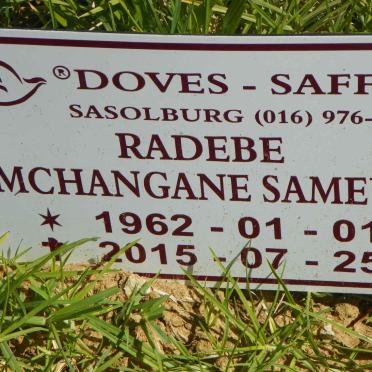 ® DOVES - SAFF
SASOLBURG (016) 976-
RADEBE
MCHANGANE SAME
1962 - 01 - 01
2015 - 07 - 25